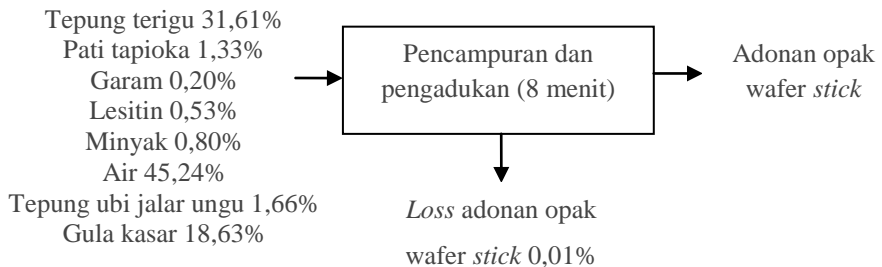 Tepung terigu 31,61%
Pati tapioka 1,33%
Garam 0,20%
Lesitin 0,53%
Minyak 0,80%
Air 45,24%
Tepung ubi jalar ungu 1,66%
Gula kasar 18,63%
Pencampuran dan
pengadukan (8 menit)
Adonan opak
wafer stick
Loss adonan opak
wafer stick 0,01%